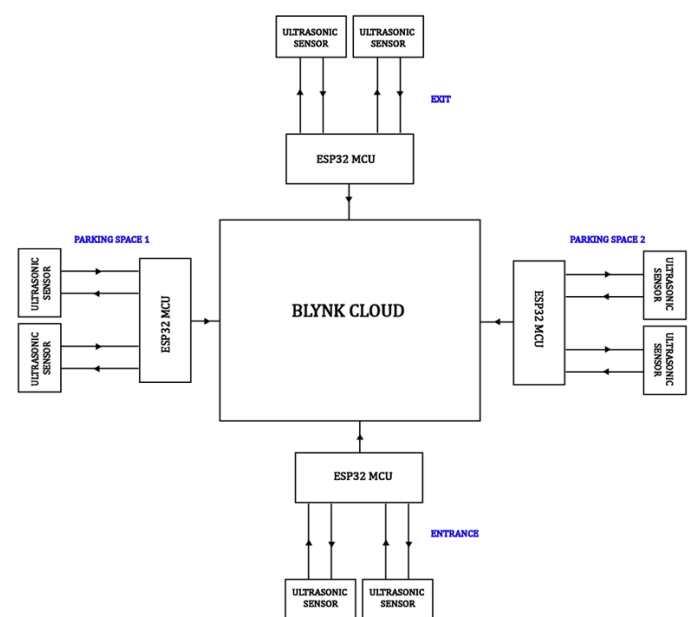 ULTRASONIC
SENSOR
ULTRASONIC
SENSOR
EXIT
ESP32 MCU
PARKING SPACE 1
ULTRASONIC
SENSOR
ULTRASONIC
SENSOR
ESP32 MCU
BLYNK CLOUD
PARKING SPACE 2
ESP32 MCU
ULTRASONIC
SENSOR
ULTRASONIC
SENSOR
ESP32 MCU
ENTRANCE
ULTRASONIC
SENSOR
ULTRASONIC
SENSOR